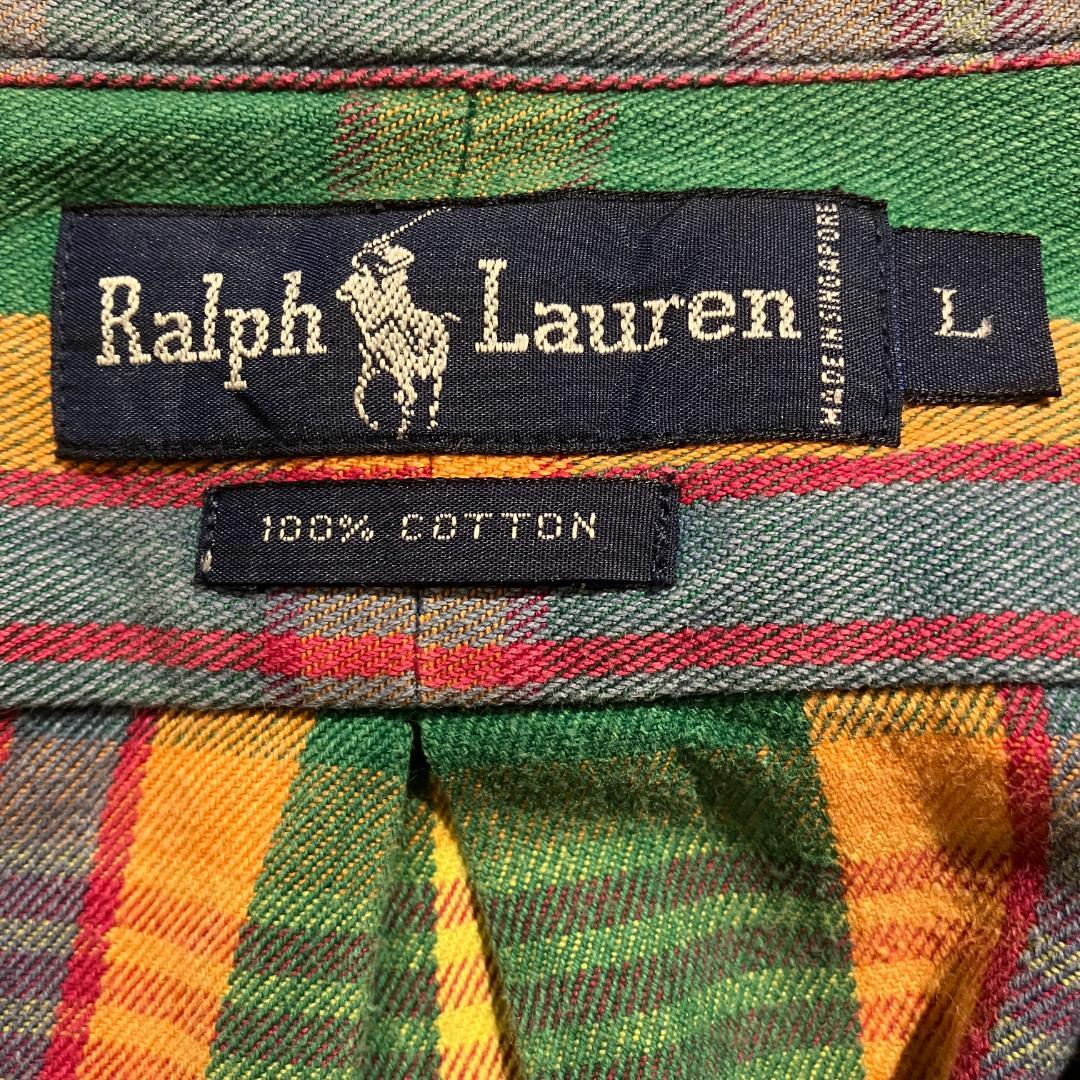 Ralph Lauren
MADE IN SINGAPORE
L
100% COTTON